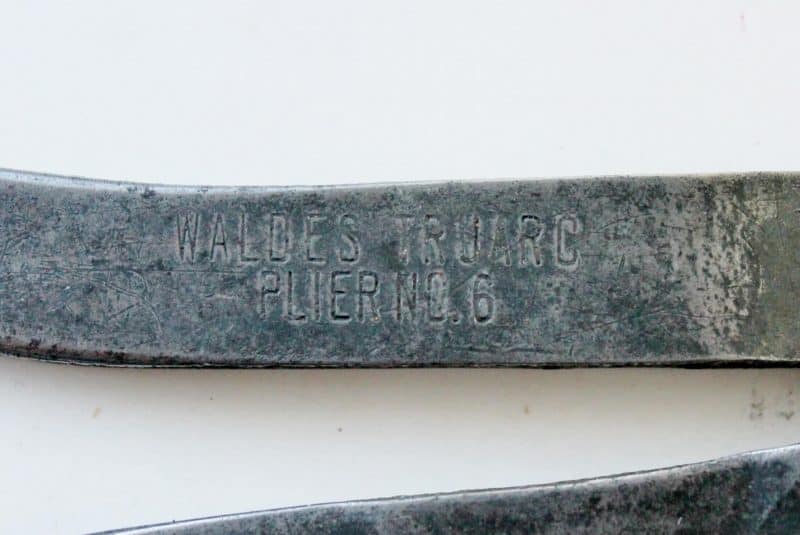 WALDES TRUARC
PLIER NO. 6